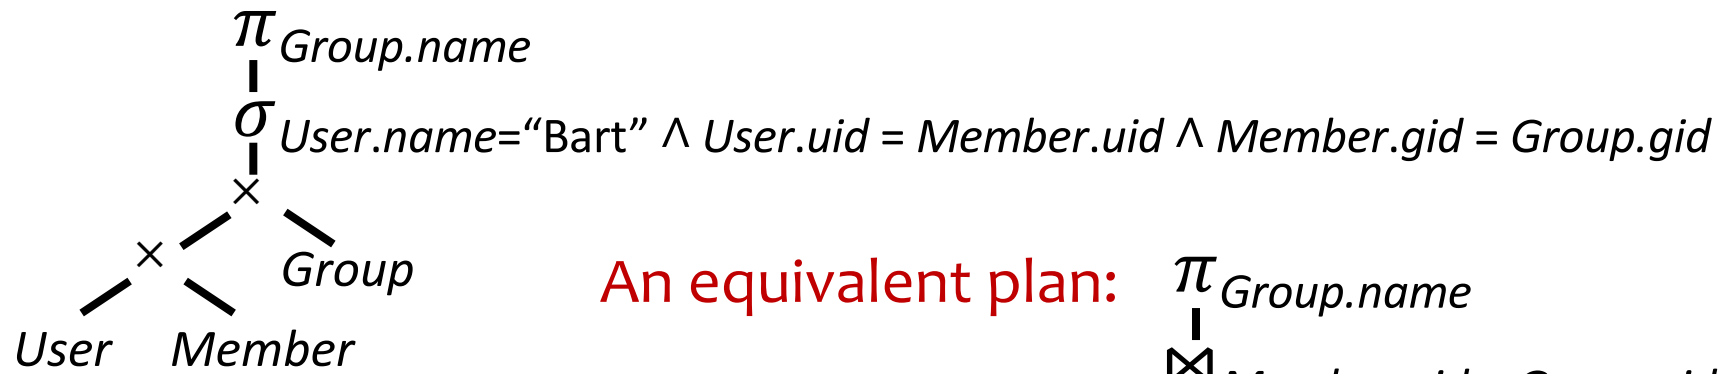 π Group.name
σ User.name=“Bart” ∧ User.uid = Member.uid ∧ Member.gid = Group.gid
×
×
Group
User Member
An equivalent plan:
π Group.name
⋈